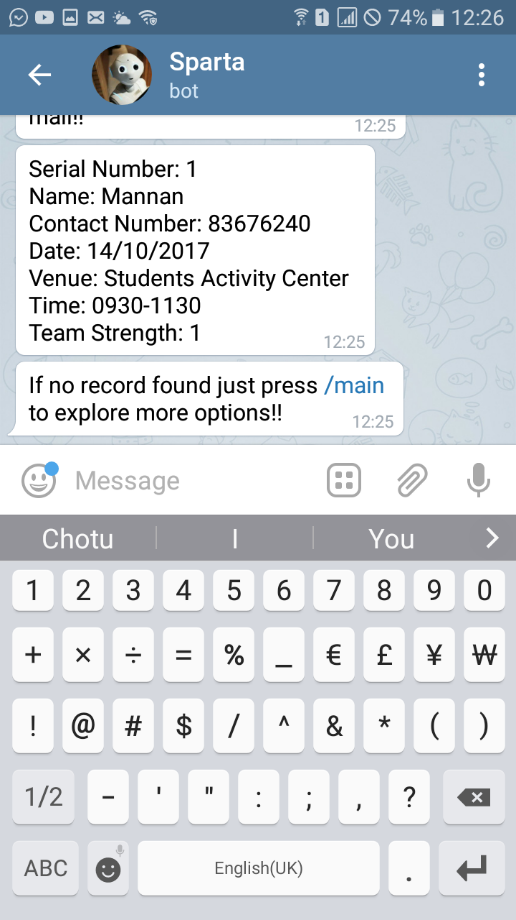 74% 12:26
Sparta
bot
mail!!
12:25
Serial Number: 1
Name: Mannan
Contact Number: 83676240
Date: 14/10/2017
Venue: Students Activity Center
Time: 0930-1130
Team Strength: 1
12:25
If no record found just press /main
to explore more options!!
12:25
Message
Chotu I You
1 2 3 4 5 6 7 8 9 0
+ × ÷ = % _ € £ ¥ ₩
! @ # $ / ^ & * ( )
1/2 - ' " : ; , ?
ABC English(UK) .